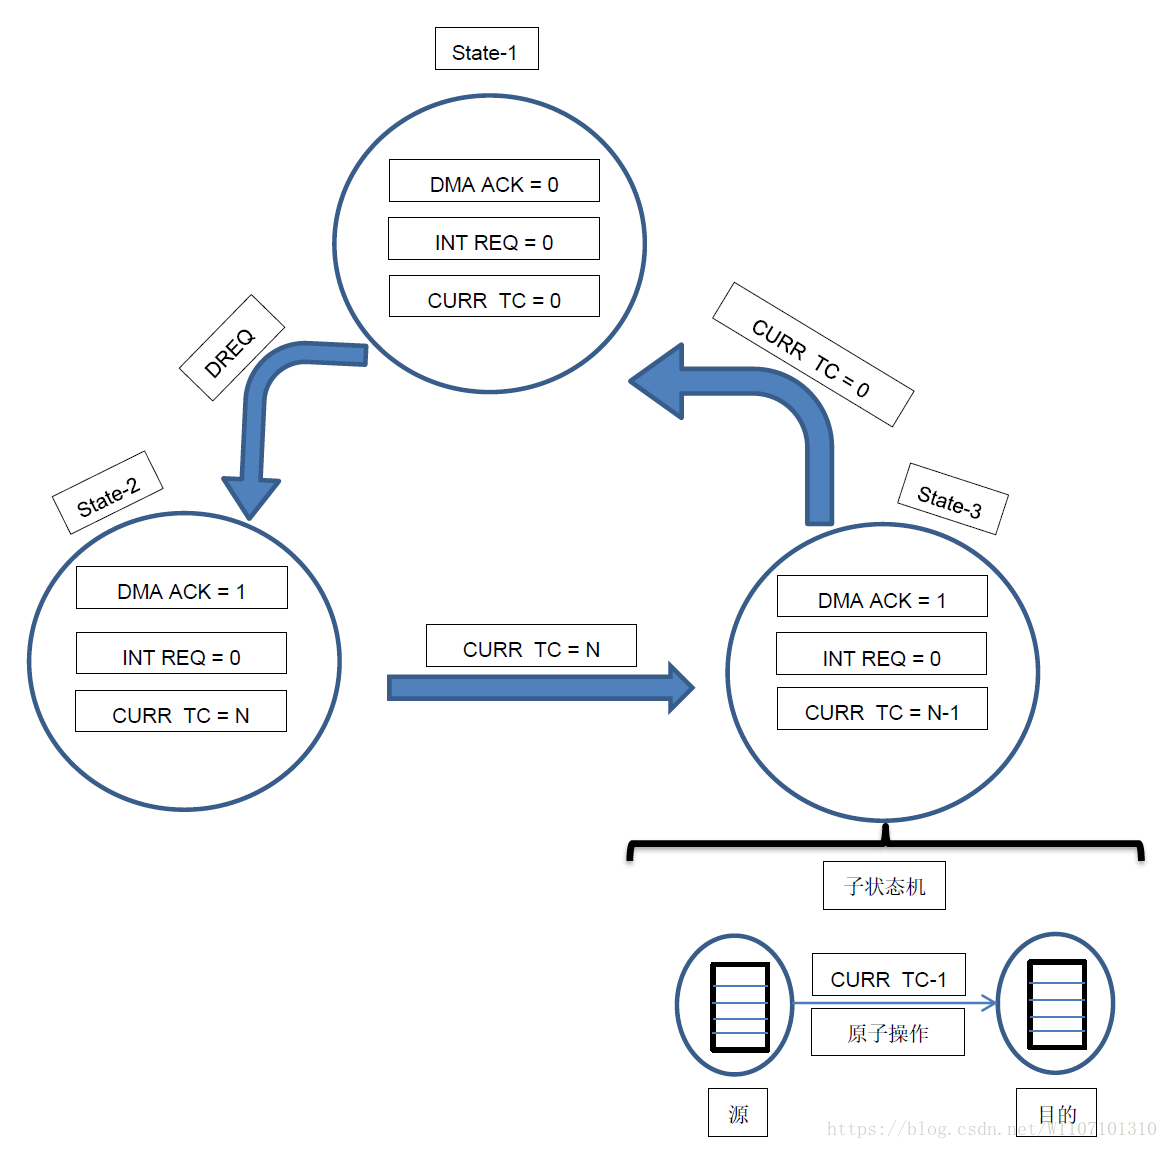 State-1
DMA ACK = 0
INT REQ = 0
CURR TC = 0
DREQ
CURR TC = 0
State-2
DMA ACK = 1
INT REQ = 0
CURR TC = N
CURR TC = N
State-3
DMA ACK = 1
INT REQ = 0
CURR TC = N-1
子状态机
CURR TC-1
原子操作
源
目的
https://blog.csdn.net/W1107101310